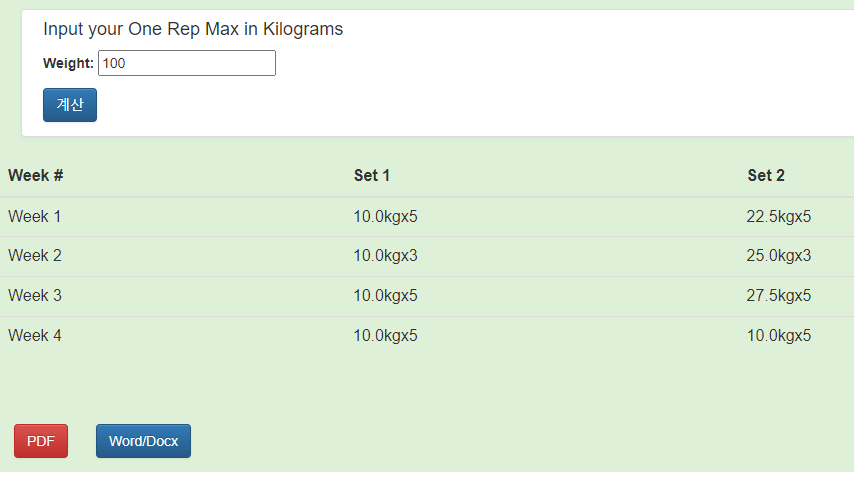 Input your One Rep Max in Kilograms
Weight: 100
계산
Week # Set 1 Set 2
Week 1 10.0kgx5 22.5kgx5
Week 2 10.0kgx3 25.0kgx3
Week 3 10.0kgx5 27.5kgx5
Week 4 10.0kgx5 10.0kgx5
PDF Word/Docx